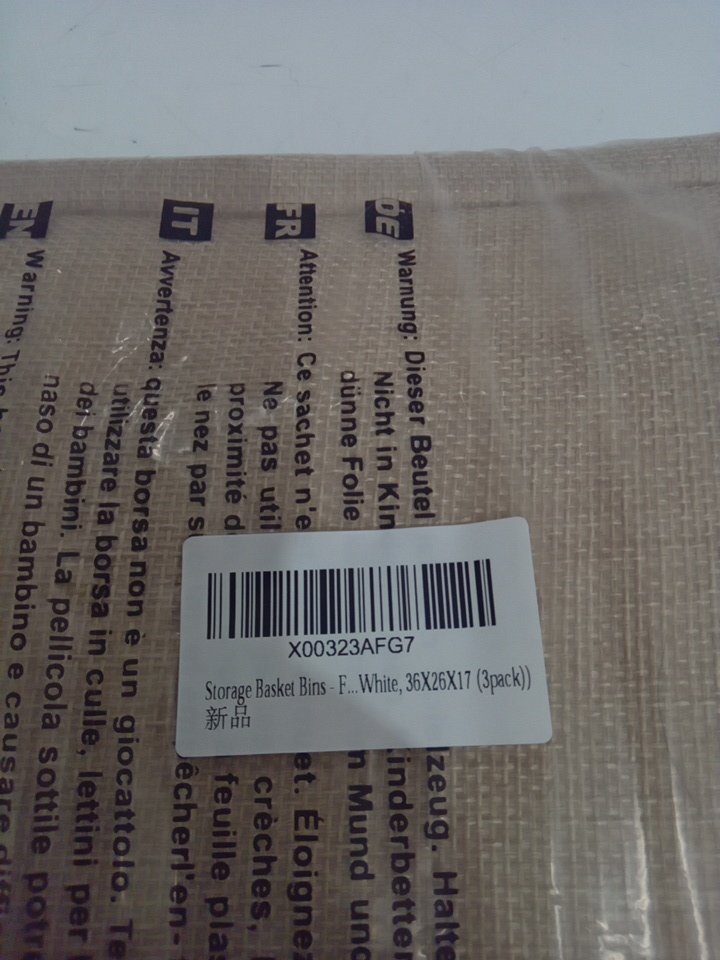 EN
Warning: This
IT
Avvertenza: questa borsa non è un giocattolo. Te
utilizzare la borsa in culle, lettini per
dei bambini. La pellicola sottile potre
naso di un bambino e causare
FR
Attention: Ce sachet n'e et. Éloignez
Ne pas util crèches,
proximité d feuille plas
le nez par s êcherl'en-
DE
Warnung: Dieser Beutel lzeug. Halte
Nicht in Kin inderbetten
dünne Folie n Mund und
X00323AFG7
Storage Basket Bins - F...White, 36X26X17 (3pack))
新品